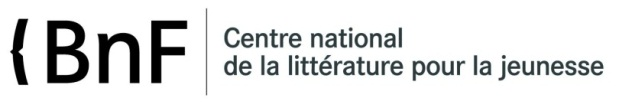 {BnF
Centre national
de la littérature pour la jeunesse